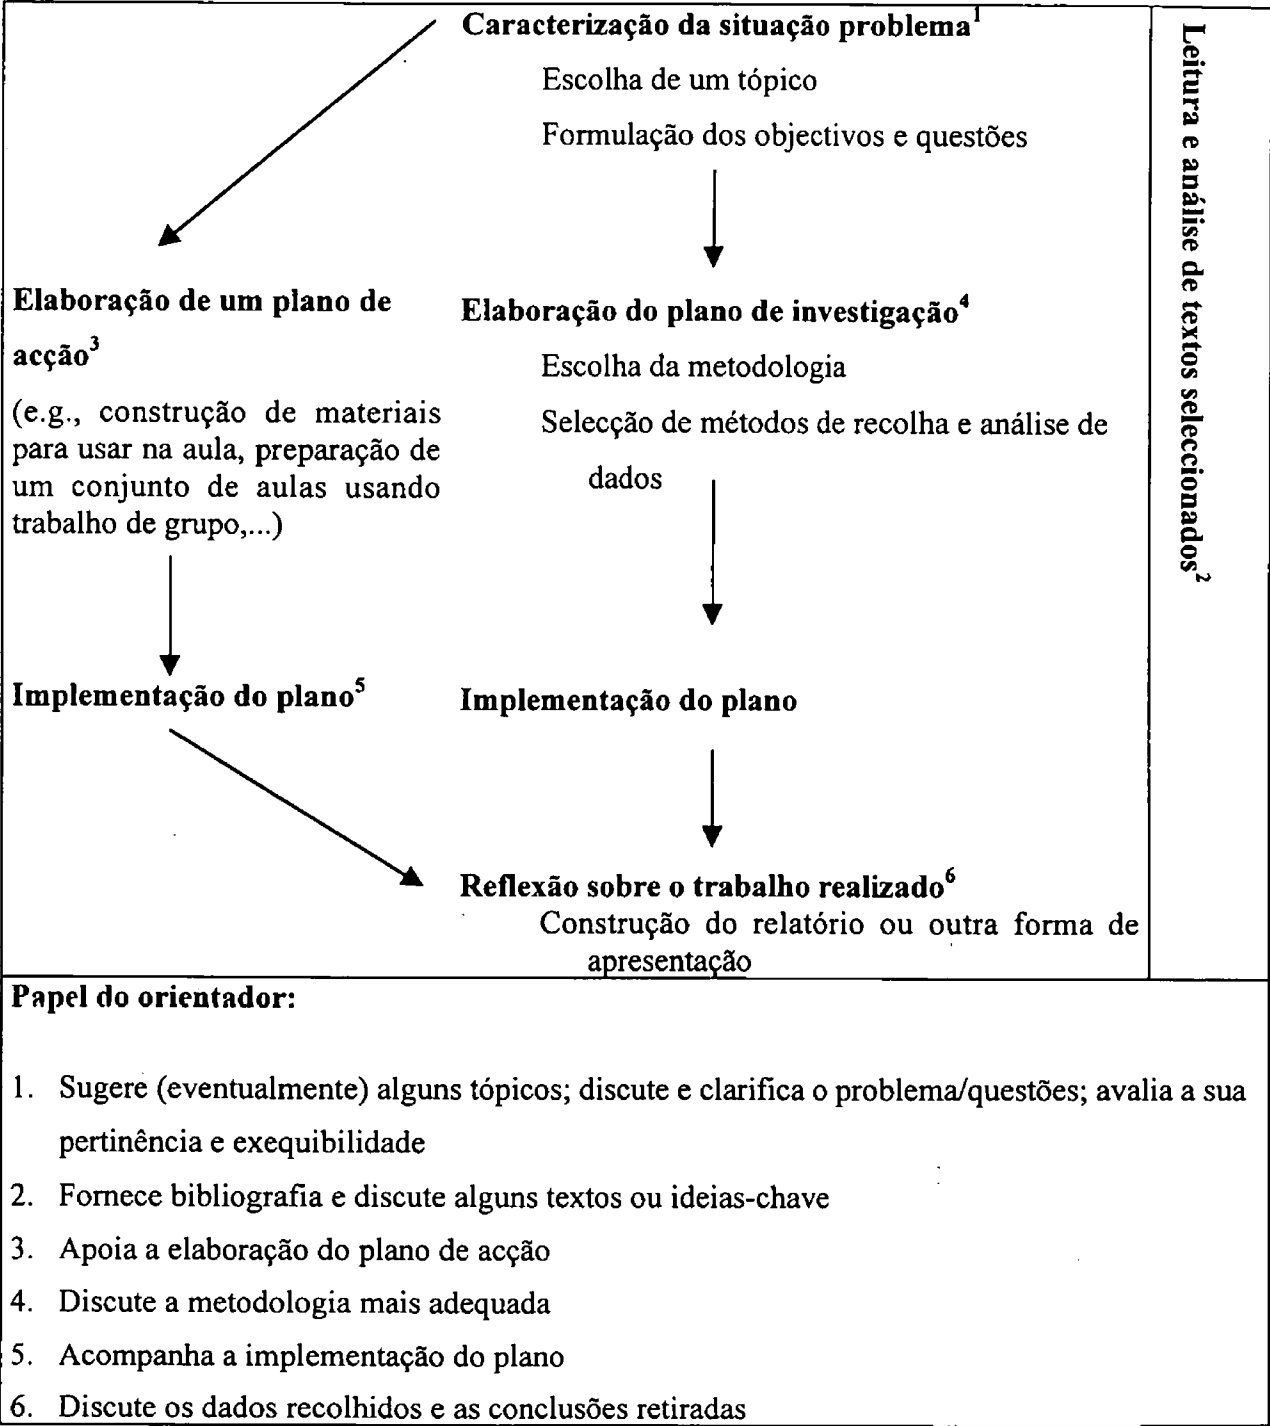 Caracterização da situação problema¹
Escolha de um tópico
Formulação dos objectivos e questões
Elaboração de um plano de
acção³
(e.g., construção de materiais
para usar na aula, preparação de
um conjunto de aulas usando
trabalho de grupo,...)
Elaboração do plano de investigação⁴
Escolha da metodologia
Selecção de métodos de recolha e análise de
dados
Implementação do plano⁵
Implementação do plano
Reflexão sobre o trabalho realizado⁶
Construção do relatório ou outra forma de
apresentação
Leitura e análise de textos seleccionados²
Papel do orientador:
1. Sugere (eventualmente) alguns tópicos; discute e clarifica o problema/questões; avalia a sua
pertinência e exequibilidade
2. Fornece bibliografia e discute alguns textos ou ideias-chave
3. Apoia a elaboração do plano de acção
4. Discute a metodologia mais adequada
5. Acompanha a implementação do plano
6. Discute os dados recolhidos e as conclusões retiradas